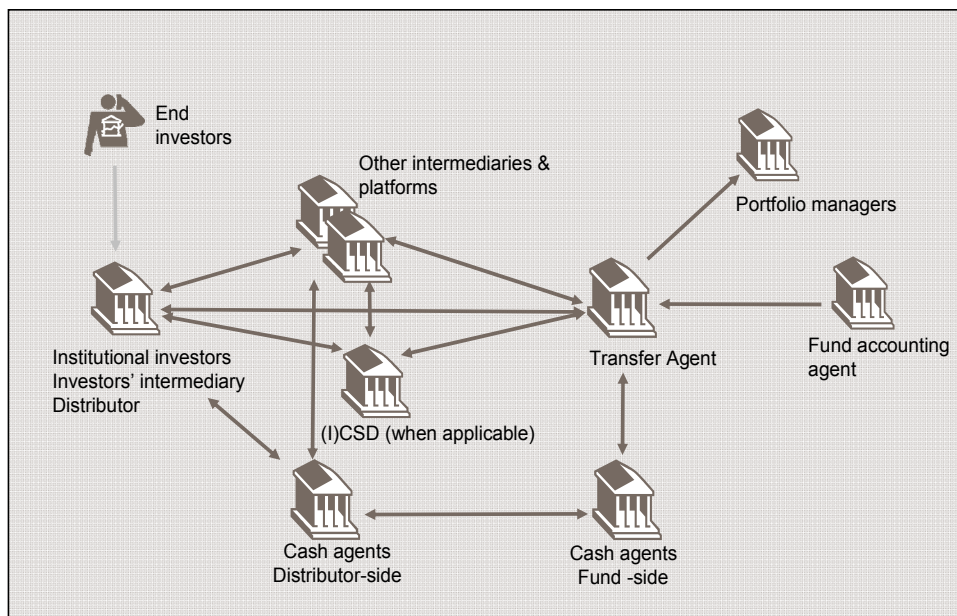 End
investors
Other intermediaries &
platforms
Portfolio managers
Institutional investors
Investors’ intermediary
Distributor
(I)CSD (when applicable)
Transfer Agent
Fund accounting
agent
Cash agents
Distributor-side
Cash agents
Fund -side